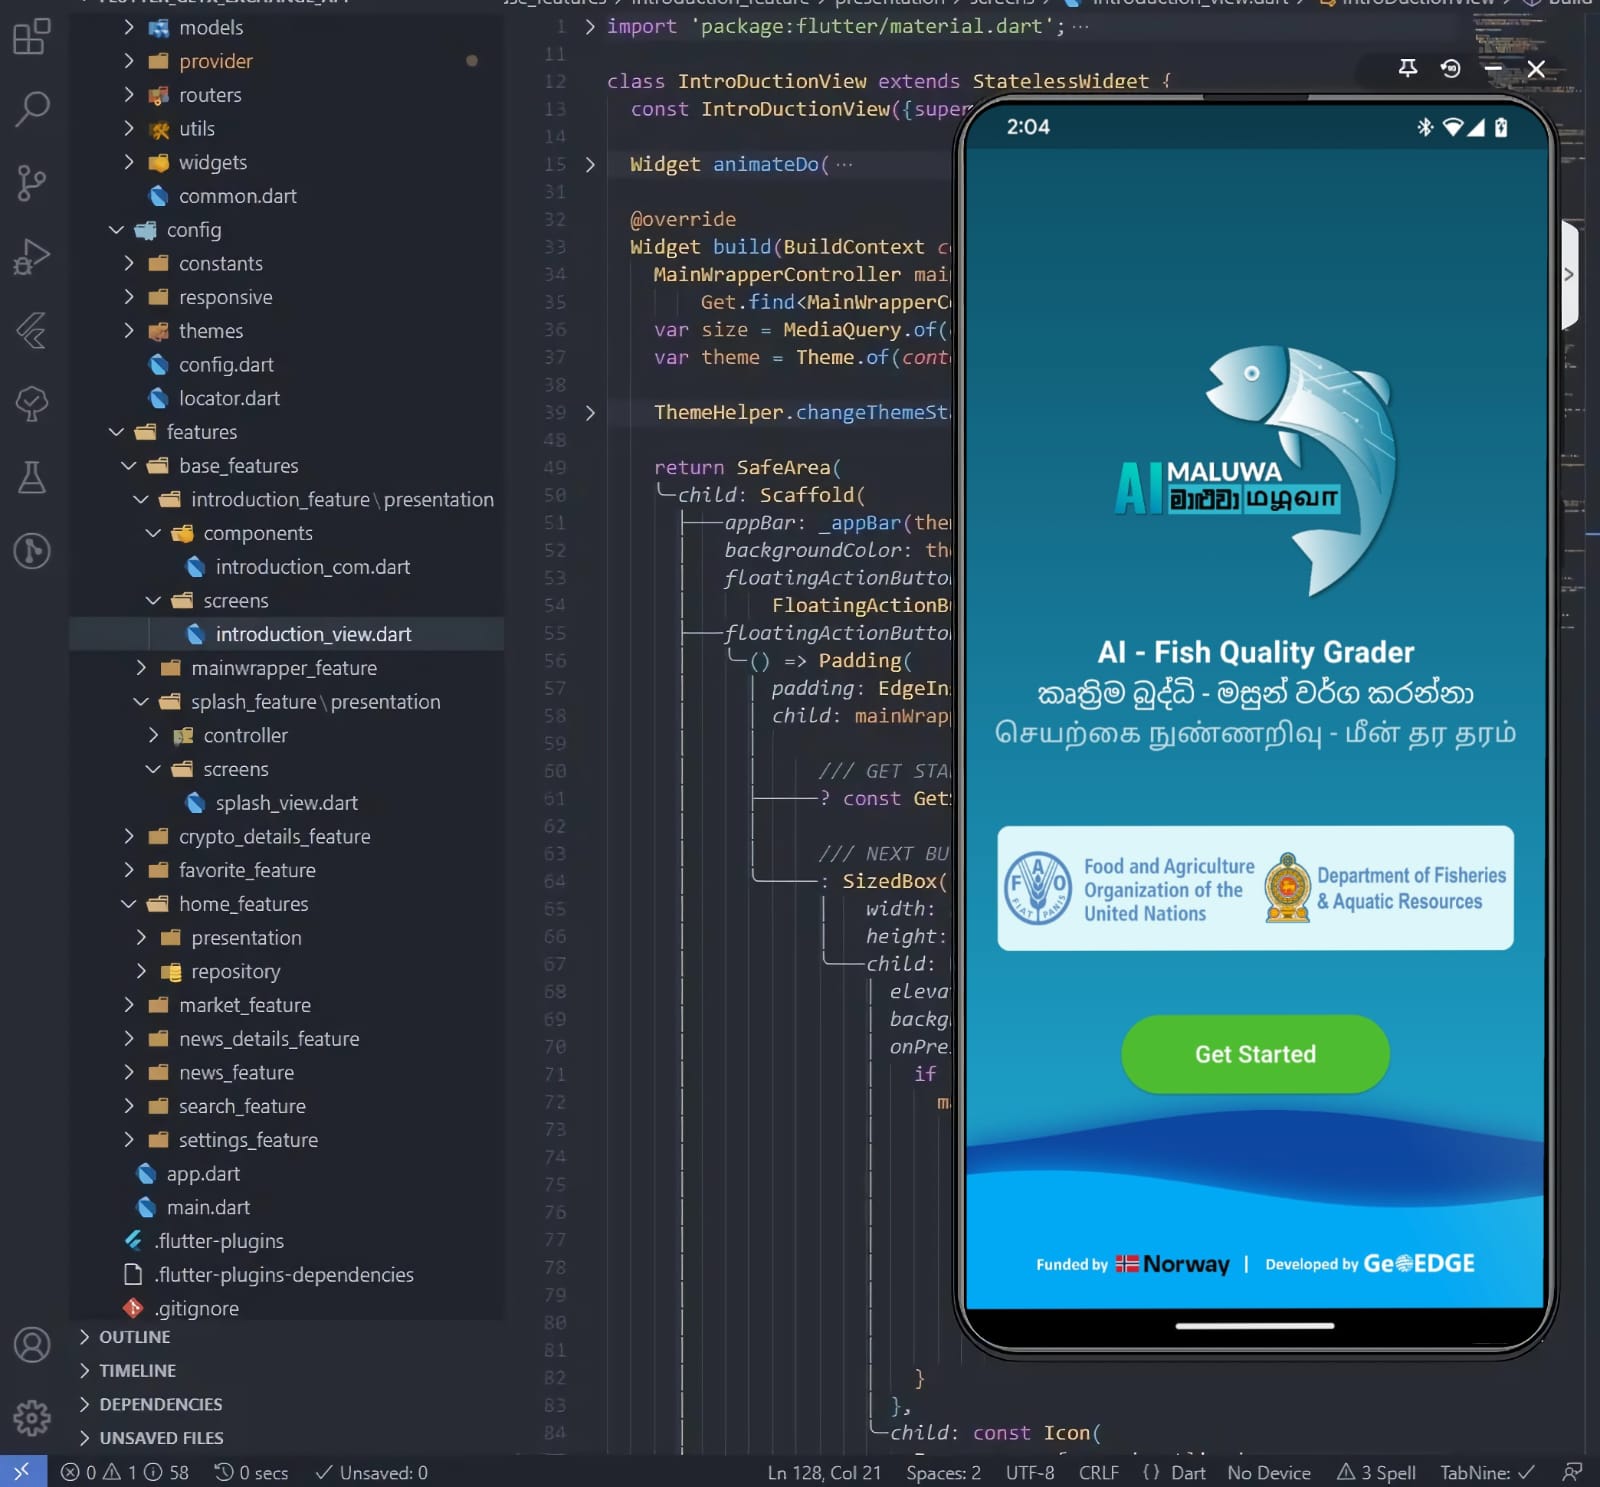 models
provider
routers
utils
widgets
common.dart
config
constants
responsive
themes
config.dart
locator.dart
features
base_features
introduction_feature\presentation
components
introduction_com.dart
screens
introduction_view.dart
mainwrapper_feature
splash_feature\presentation
controller
screens
splash_view.dart
crypto_details_feature
favorite_feature
home_features
presentation
repository
market_feature
news_details_feature
news_feature
search_feature
settings_feature
app.dart
main.dart
.flutter-plugins
.flutter-plugins-dependencies
.gitignore
OUTLINE
TIMELINE
DEPENDENCIES
UNSAVED FILES
1 import 'package:flutter/material.dart'; ...
11
12 class IntroDuctionView extends StatelessWidget {
13 const IntroDuctionView({super
14
15 Widget animateDo( ...
31
32 @override
33 Widget build(BuildContext c
34 MainWrapperController mai
35 Get.find<MainWrapperC
36 var size = MediaQuery.of(
37 var theme = Theme.of(cont
38
39 ThemeHelper.changeThemeSt
48
49 return SafeArea(
50 child: Scaffold(
51 appBar: _appBar(the
52 backgroundColor: th
53 floatingActionButto
54 FloatingActionB
55 floatingActionButto
56 () => Padding(
57 padding: EdgeIn
58 child: mainWrap
59
60 /// GET STA
61 ? const Get
62
63 /// NEXT BU
64 : SizedBox(
65 width:
66 height:
67 child:
68 eleva
69 backg
70 onPre
71 if
72 m
73
74
75
76
77
78
79
80
81
82 }
83 },
84 child: const Icon(
2:04
AI MALUWA
මාළුවා மழுவா
AI - Fish Quality Grader
කෘත්‍රිම බුද්ධි - මසුන් වර්ග කරන්නා
செயற்கை நுண்ணறிவு - மீன் தர தரம்
FAO
FIAT PANIS
Food and Agriculture
Organization of the
United Nations
Department of Fisheries
& Aquatic Resources
Get Started
Funded by Norway | Developed by GeoEDGE
0 1 58 0 secs Unsaved: 0 Ln 128, Col 21 Spaces: 2 UTF-8 CRLF {} Dart No Device 3 Spell TabNine: ✓